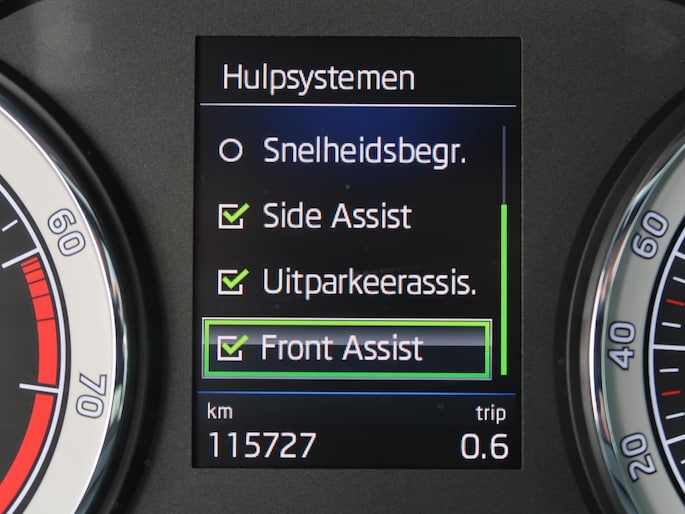 Hulpsystemen
Snelheidsbegr.
Side Assist
Uitparkeerassis.
Front Assist
km
trip
115727
0.6
60
70
60
40
20